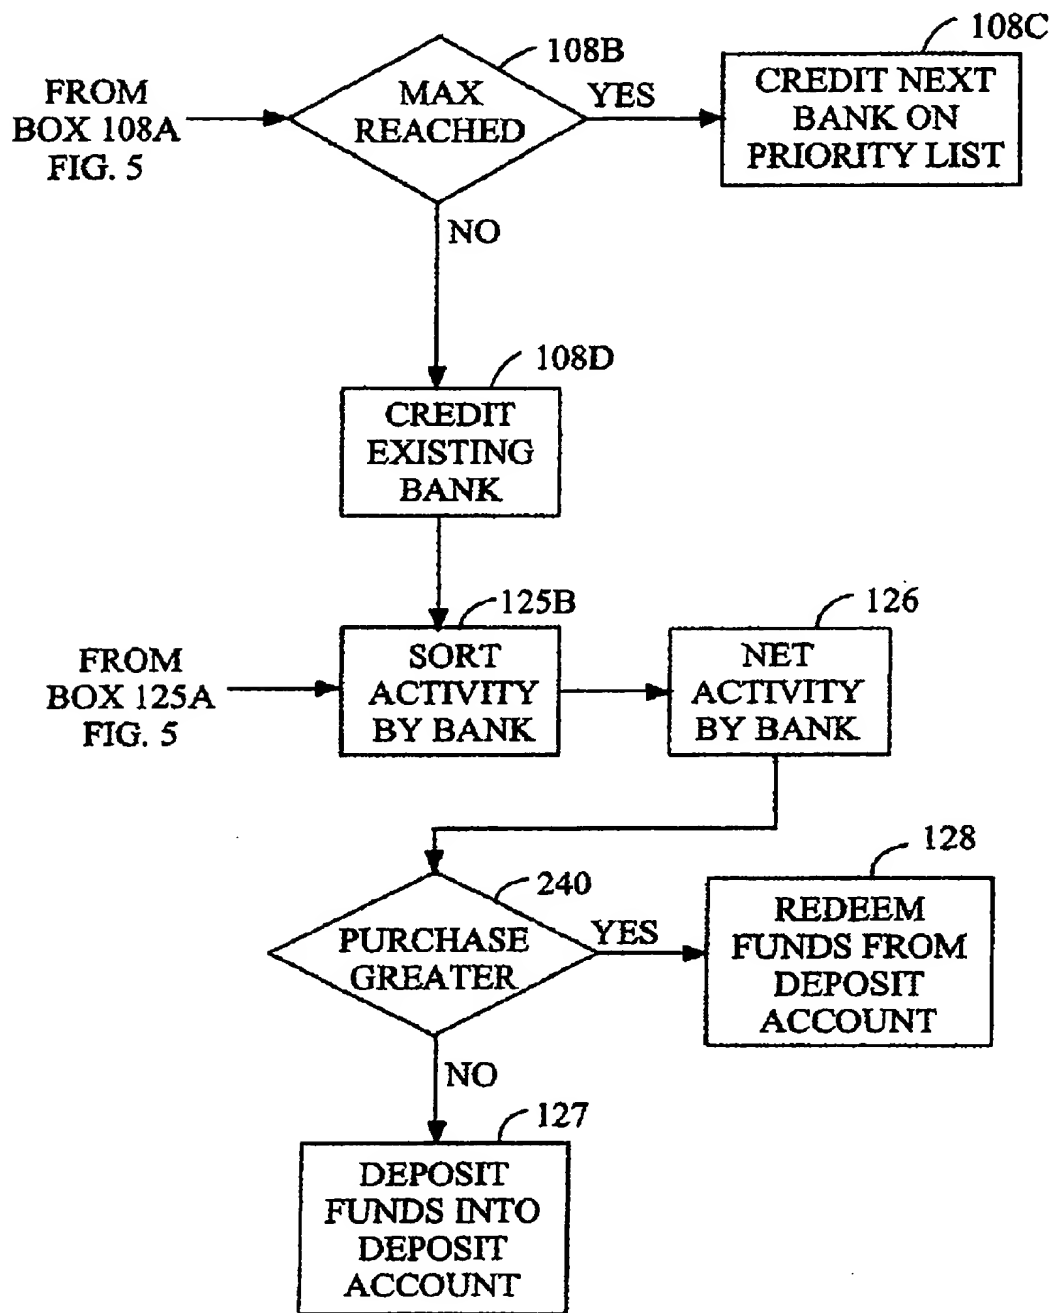 108B
108C
FROM
BOX 108A
FIG. 5
MAX
REACHED
YES
CREDIT NEXT
BANK ON
PRIORITY LIST
NO
108D
CREDIT
EXISTING
BANK
125B
126
FROM
BOX 125A
FIG. 5
SORT
ACTIVITY
BY BANK
NET
ACTIVITY
BY BANK
240
128
PURCHASE
GREATER
YES
REDEEM
FUNDS FROM
DEPOSIT
ACCOUNT
NO
127
DEPOSIT
FUNDS INTO
DEPOSIT
ACCOUNT